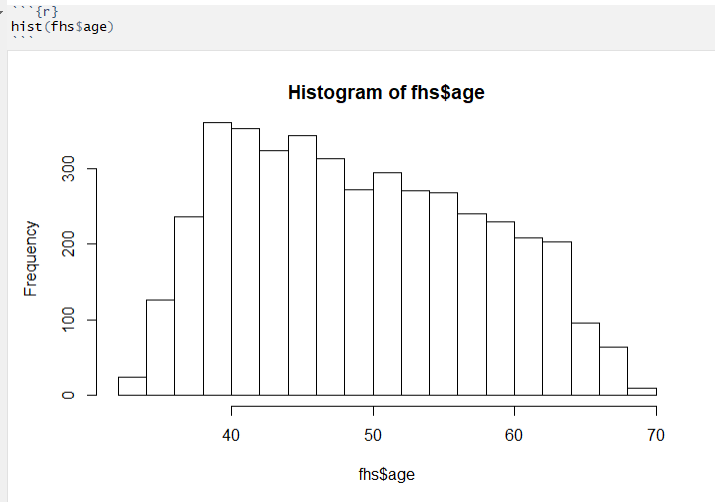 ```{r}
hist(fhs$age)
```
Histogram of fhs$age
Frequency
300
200
100
0
40 50 60 70
fhs$age